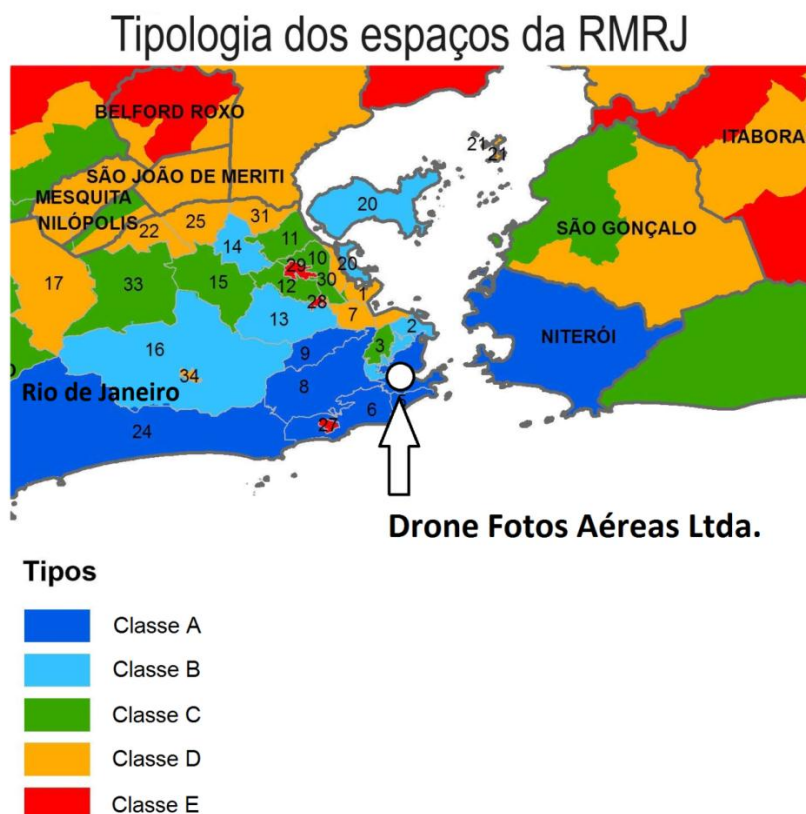 Tipologia dos espaços da RMRJ
BELFORD ROXO
ITABORA
21
21
SÃO JOÃO DE MERITI
MESQUITA
20
NILÓPOLIS
22
25
31
SÃO GONÇALO
14
11
10
20
29
17
33
15
12
30
1
28
7
13
2
NITERÓI
16
9
3
34
8
Rio de Janeiro
6
27
24
Drone Fotos Aéreas Ltda.
Tipos
Classe A
Classe B
Classe C
Classe D
Classe E